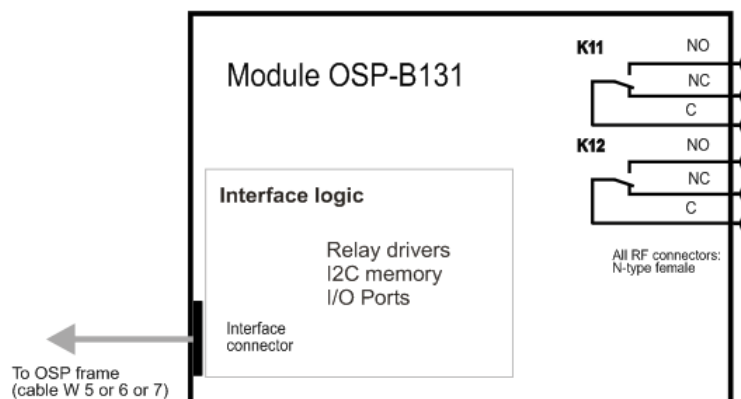 Module OSP-B131
K11
NO
NC
C
K12
NO
NC
C
All RF connectors:
N-type female
Interface logic
Relay drivers
I2C memory
I/O Ports
Interface
connector
To OSP frame
(cable W 5 or 6 or 7)